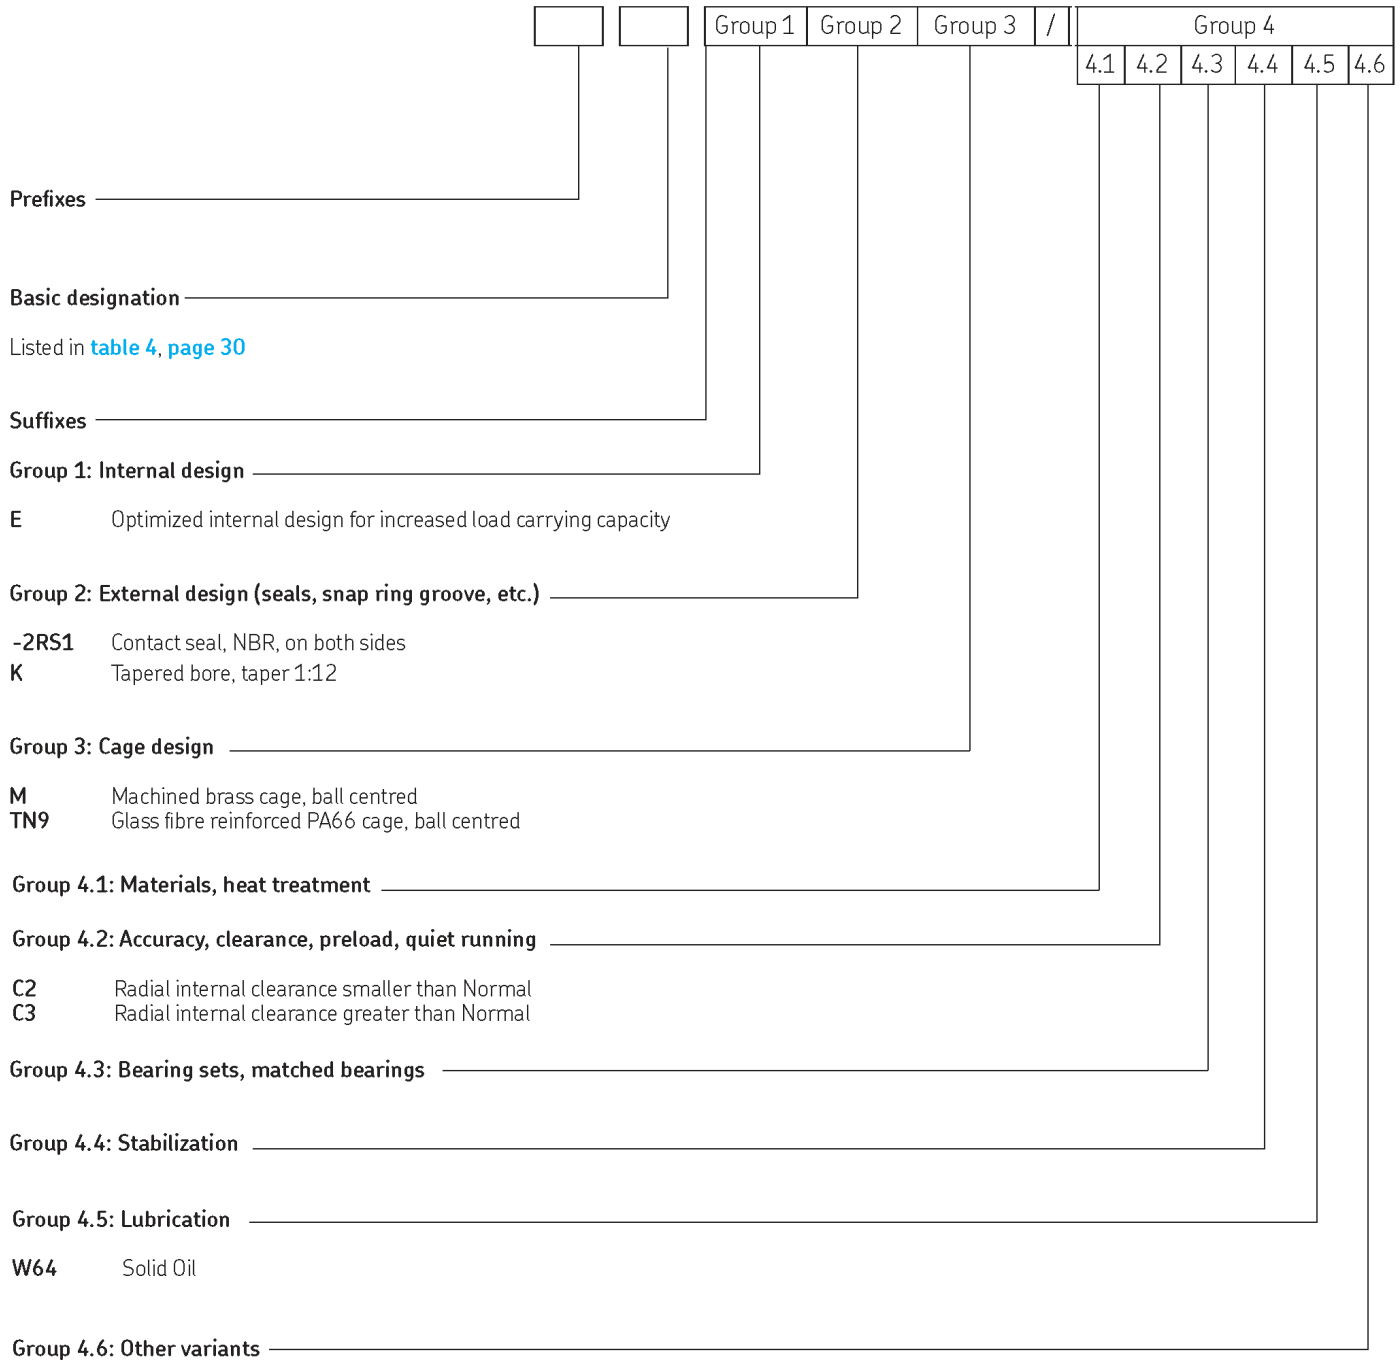 Group 1 Group 2 Group 3 / Group 4
4.1 4.2 4.3 4.4 4.5 4.6
Prefixes
Basic designation
Listed in table 4, page 30
Suffixes
Group 1: Internal design
E Optimized internal design for increased load carrying capacity
Group 2: External design (seals, snap ring groove, etc.)
-2RS1 Contact seal, NBR, on both sides
K Tapered bore, taper 1:12
Group 3: Cage design
M Machined brass cage, ball centred
TN9 Glass fibre reinforced PA66 cage, ball centred
Group 4.1: Materials, heat treatment
Group 4.2: Accuracy, clearance, preload, quiet running
C2 Radial internal clearance smaller than Normal
C3 Radial internal clearance greater than Normal
Group 4.3: Bearing sets, matched bearings
Group 4.4: Stabilization
Group 4.5: Lubrication
W64 Solid Oil
Group 4.6: Other variants